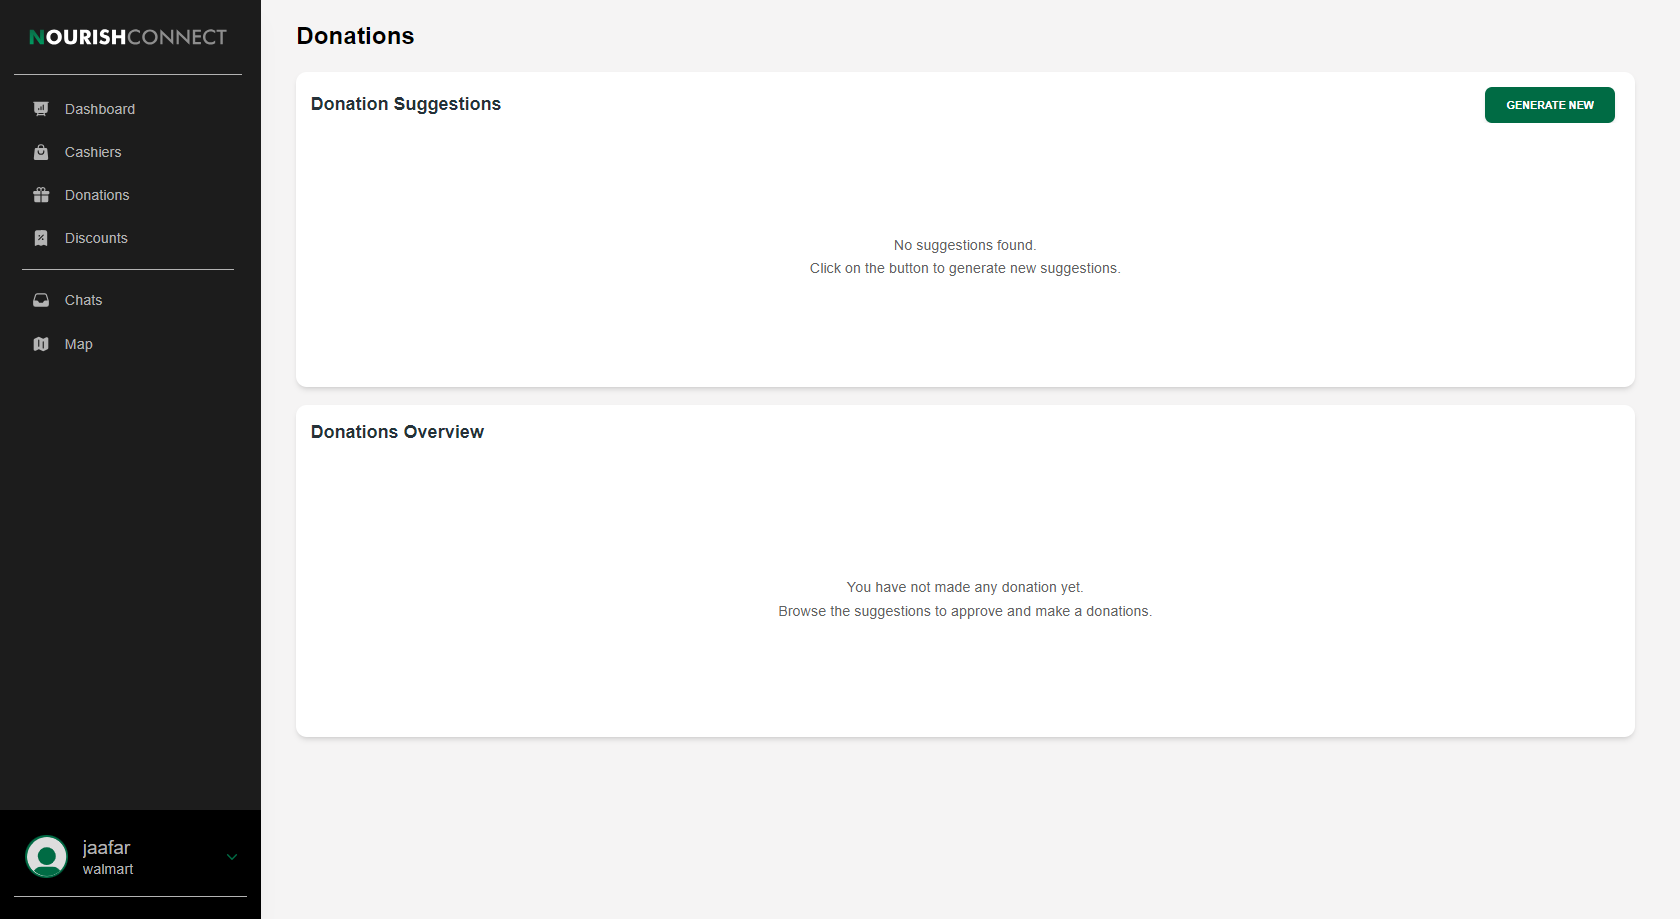 NOURISHCONNECT
Dashboard
Cashiers
Donations
Discounts
Chats
Map
jaafar
walmart
Donations
Donation Suggestions
GENERATE NEW
No suggestions found.
Click on the button to generate new suggestions.
Donations Overview
You have not made any donation yet.
Browse the suggestions to approve and make a donations.